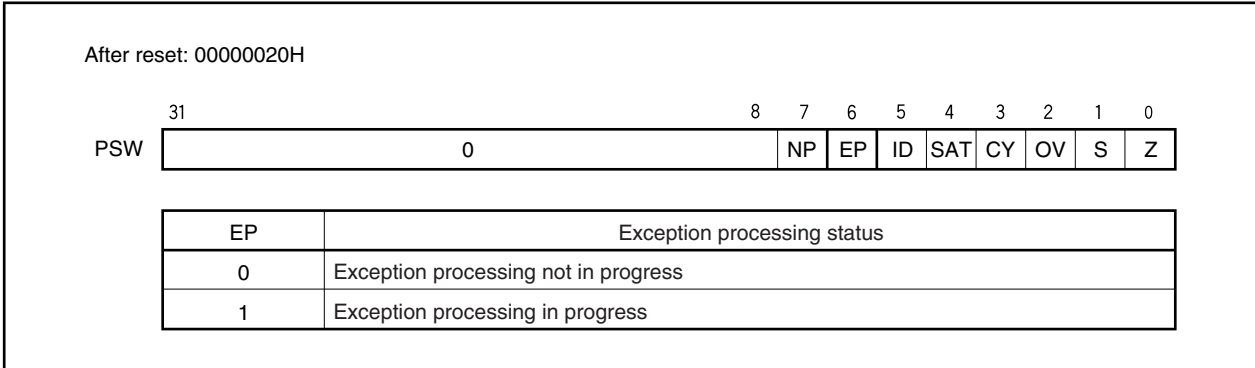 After reset: 00000020H
31 8 7 6 5 4 3 2 1 0
PSW 0 NP EP ID SAT CY OV S Z
EP Exception processing status
0 Exception processing not in progress
1 Exception processing in progress